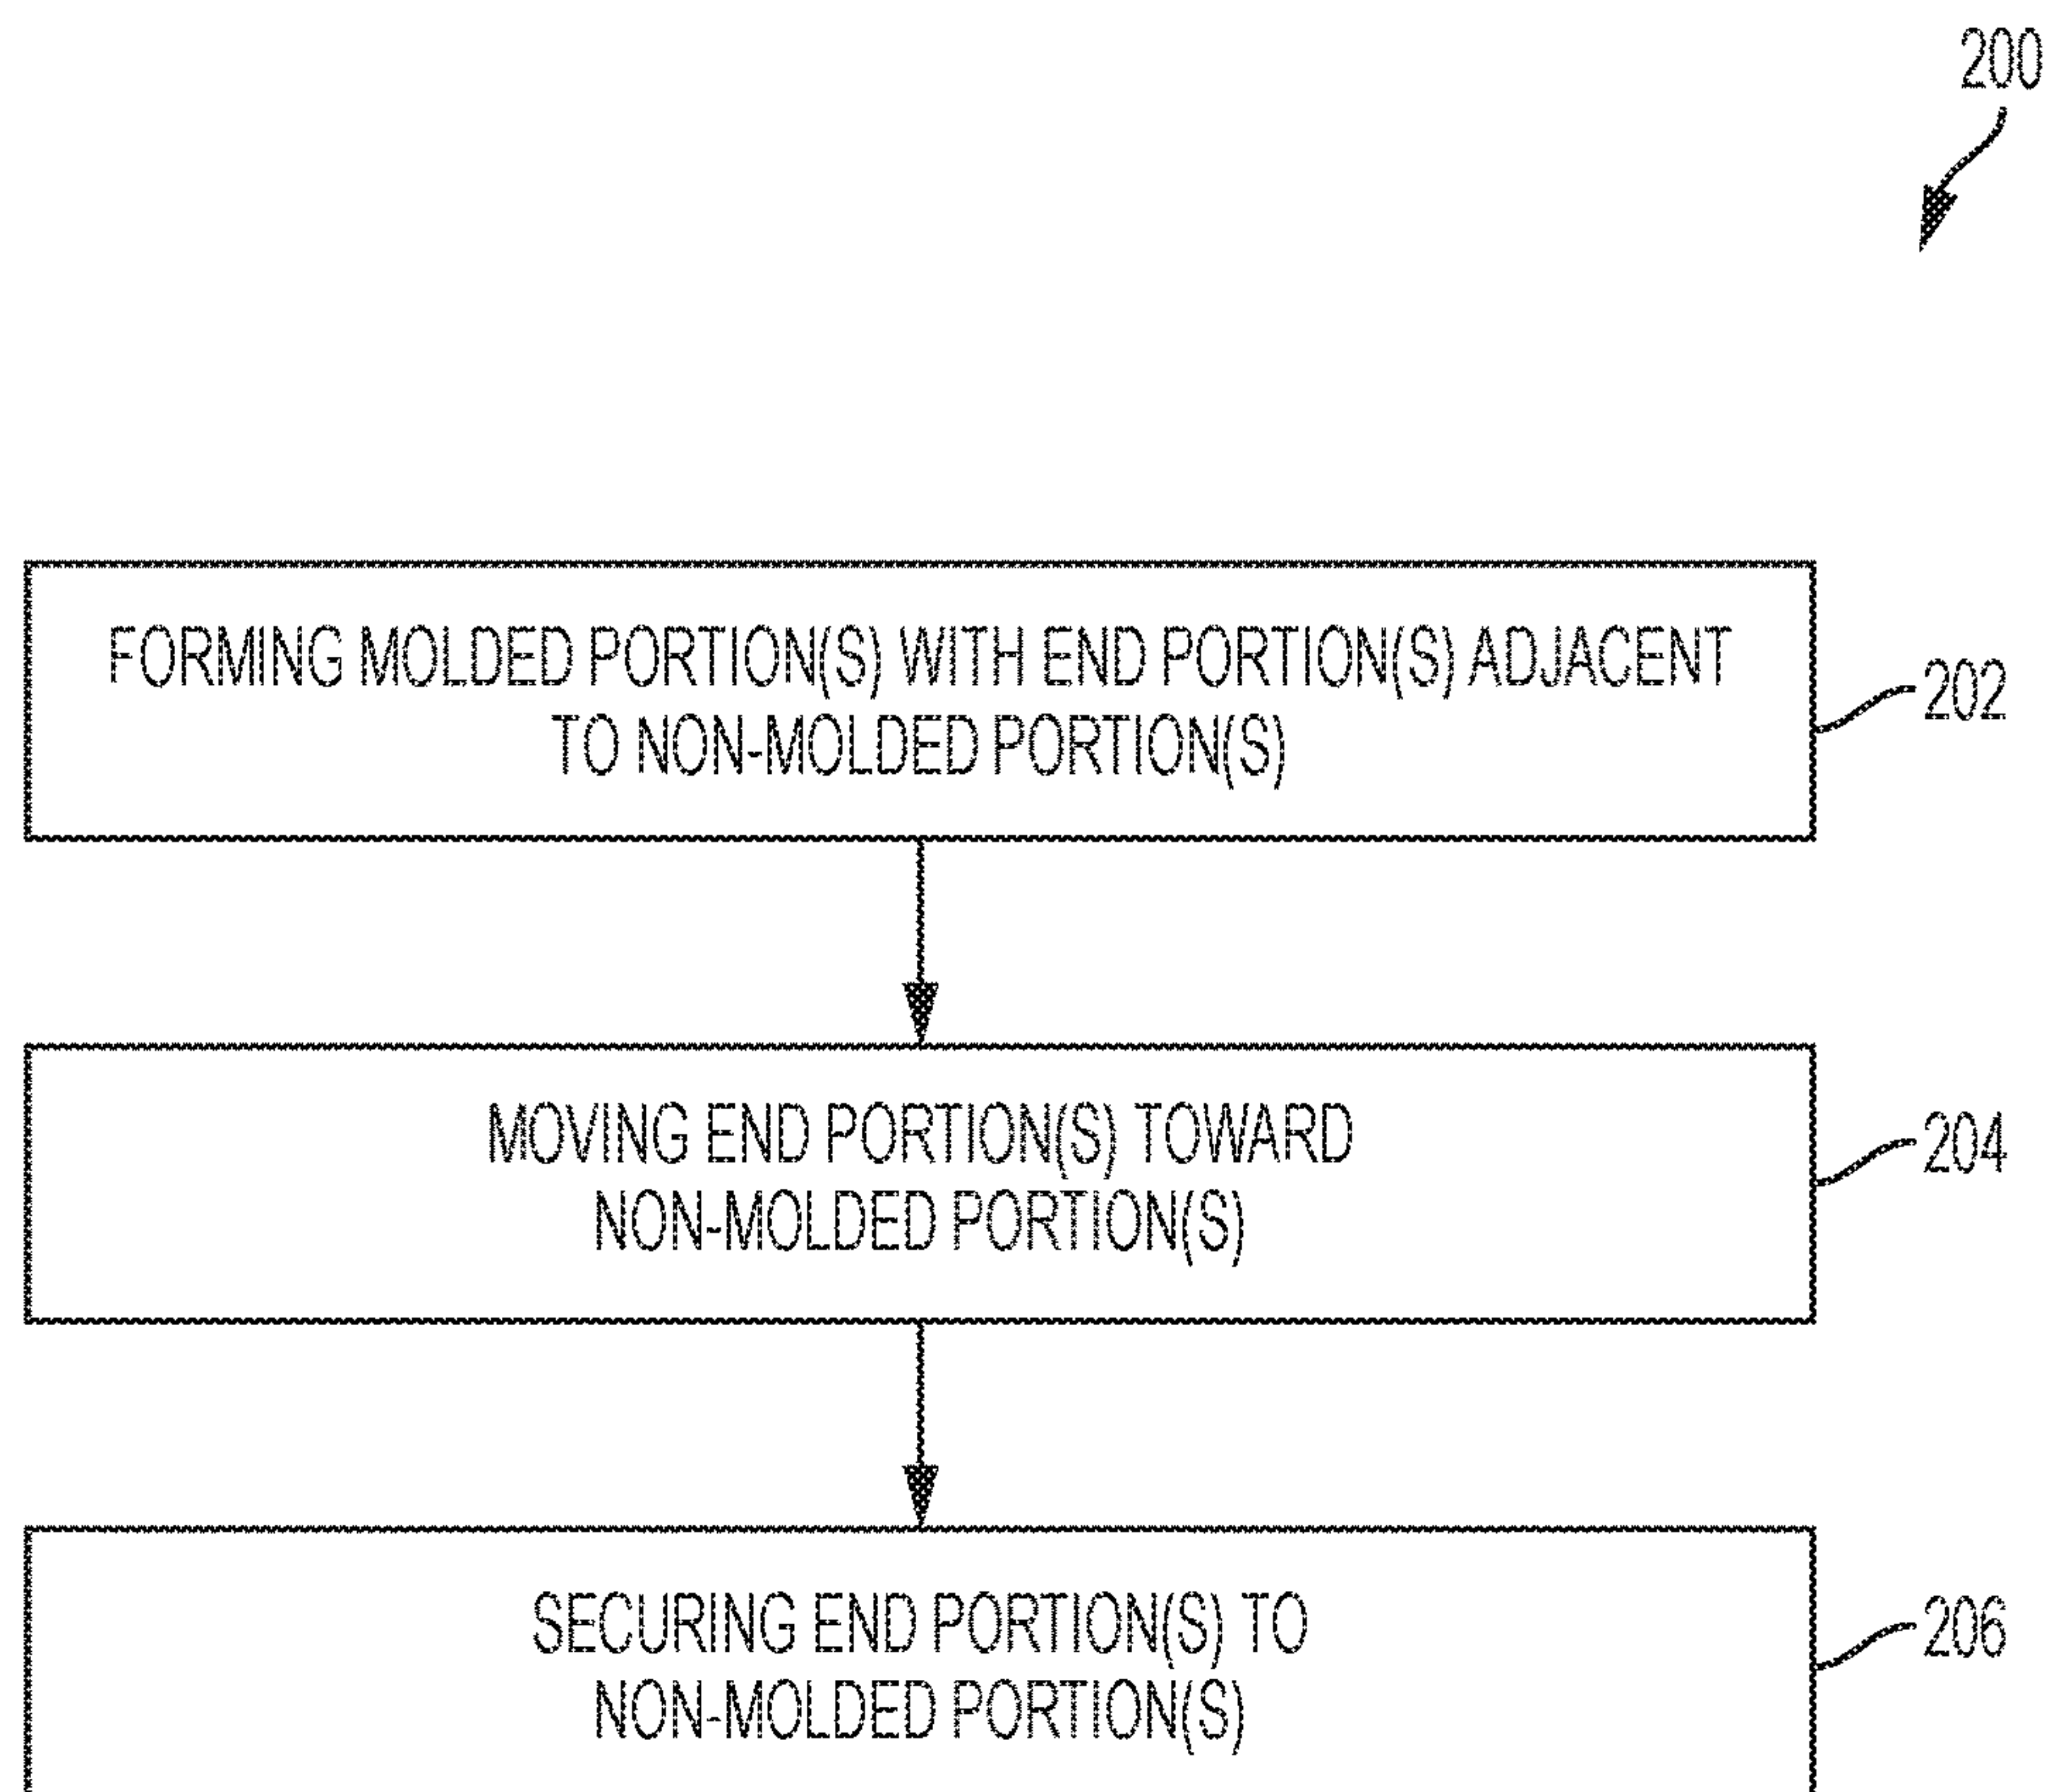 200
FORMING MOLDED PORTION(S) WITH END PORTION(S) ADJACENT
TO NON-MOLDED PORTION(S)
202
MOVING END PORTION(S) TOWARD
NON-MOLDED PORTION(S)
204
SECURING END PORTION(S) TO
NON-MOLDED PORTION(S)
206